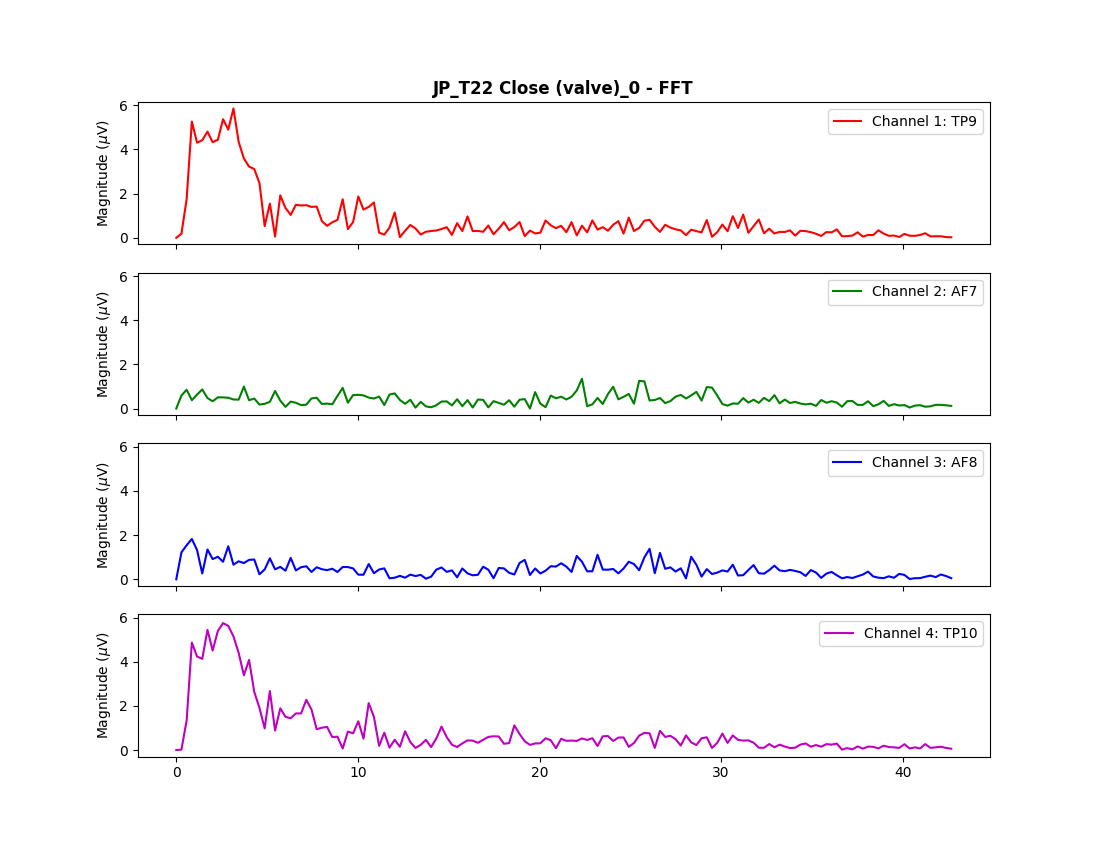 JP_T22 Close (valve)_0 - FFT
Magnitude (μV)
6
4
2
0
Channel 1: TP9
Magnitude (μV)
6
4
2
0
Channel 2: AF7
Magnitude (μV)
6
4
2
0
Channel 3: AF8
Magnitude (μV)
6
4
2
0
Channel 4: TP10
0 10 20 30 40